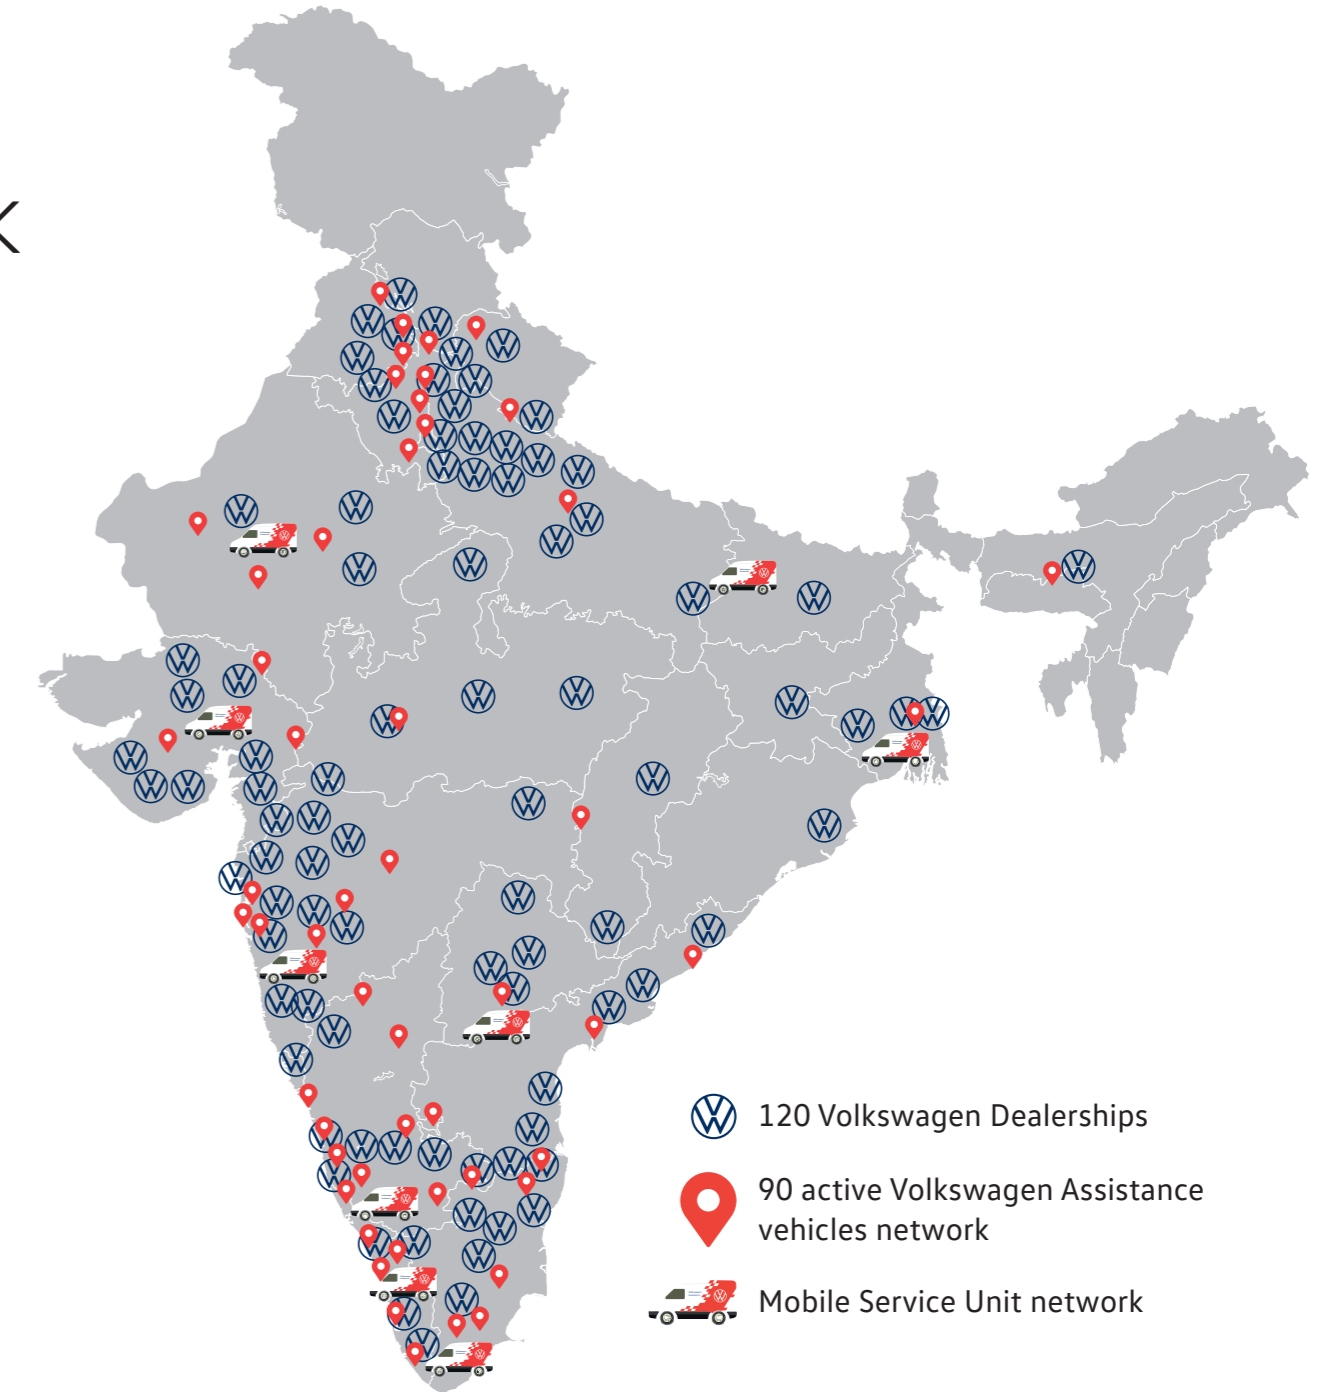 K
120 Volkswagen Dealerships
90 active Volkswagen Assistance
vehicles network
Mobile Service Unit network